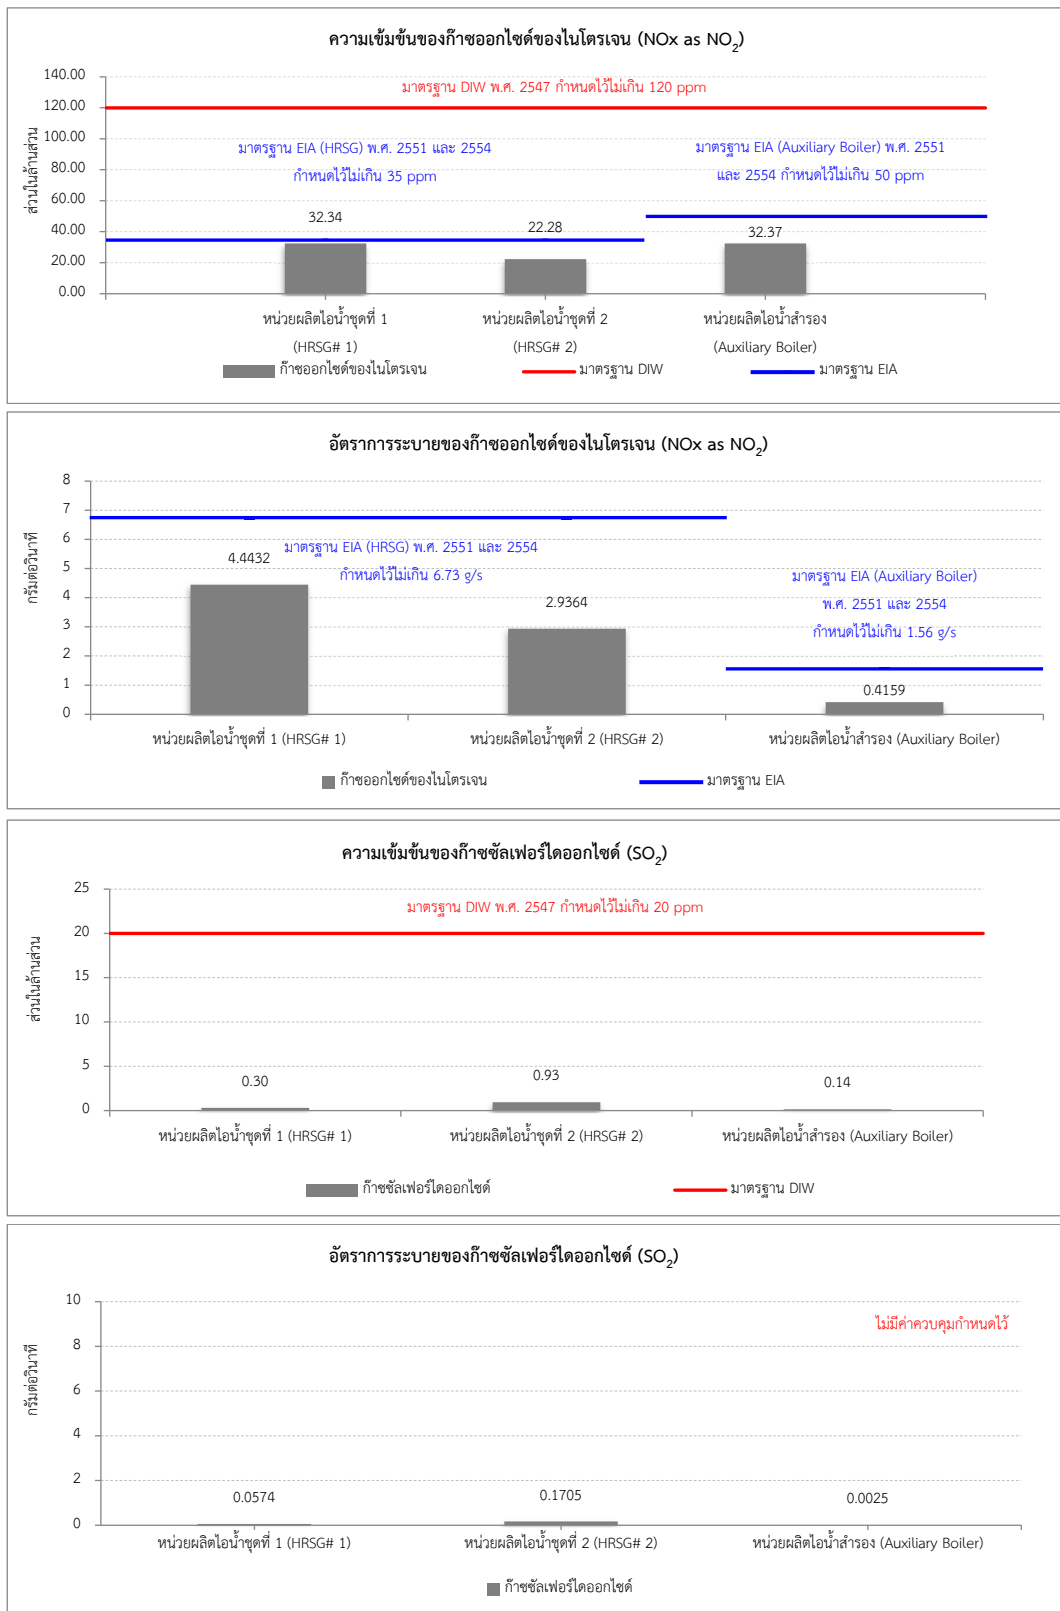 ความเข้มข้นของก๊าซออกไซด์ของไนโตรเจน (NOx as NO2)
140.00
มาตรฐาน DIW พ.ศ. 2547 กำหนดไว้ไม่เกิน 120 ppm
120.00
100.00
80.00
60.00
40.00
20.00
0.00
ส่วนในล้านส่วน
มาตรฐาน EIA (HRSG) พ.ศ. 2551 และ 2554
กำหนดไว้ไม่เกิน 35 ppm
มาตรฐาน EIA (Auxiliary Boiler) พ.ศ. 2551
และ 2554 กำหนดไว้ไม่เกิน 50 ppm
32.34
22.28
32.37
หน่วยผลิตไอน้ำชุดที่ 1
(HRSG# 1)
หน่วยผลิตไอน้ำชุดที่ 2
(HRSG# 2)
หน่วยผลิตไอน้ำสำรอง
(Auxiliary Boiler)
ก๊าซออกไซด์ของไนโตรเจน
มาตรฐาน DIW
มาตรฐาน EIA
อัตราการระบายของก๊าซออกไซด์ของไนโตรเจน (NOx as NO2)
8
7
6
5
4
3
2
1
0
กรัมต่อวินาที
มาตรฐาน EIA (HRSG) พ.ศ. 2551 และ 2554
กำหนดไว้ไม่เกิน 6.73 g/s
มาตรฐาน EIA (Auxiliary Boiler)
พ.ศ. 2551 และ 2554
กำหนดไว้ไม่เกิน 1.56 g/s
4.4432
2.9364
0.4159
หน่วยผลิตไอน้ำชุดที่ 1 (HRSG# 1)
หน่วยผลิตไอน้ำชุดที่ 2 (HRSG# 2)
หน่วยผลิตไอน้ำสำรอง (Auxiliary Boiler)
ก๊าซออกไซด์ของไนโตรเจน
มาตรฐาน EIA
ความเข้มข้นของก๊าซซัลเฟอร์ไดออกไซด์ (SO2)
25
20
15
10
5
0
ส่วนในล้านส่วน
มาตรฐาน DIW พ.ศ. 2547 กำหนดไว้ไม่เกิน 20 ppm
0.30
0.93
0.14
หน่วยผลิตไอน้ำชุดที่ 1 (HRSG# 1)
หน่วยผลิตไอน้ำชุดที่ 2 (HRSG# 2)
หน่วยผลิตไอน้ำสำรอง (Auxiliary Boiler)
ก๊าซซัลเฟอร์ไดออกไซด์
มาตรฐาน DIW
อัตราการระบายของก๊าซซัลเฟอร์ไดออกไซด์ (SO2)
10
8
6
4
2
0
กรัมต่อวินาที
ไม่มีค่าควบคุมกำหนดไว้
0.0574
0.1705
0.0025
หน่วยผลิตไอน้ำชุดที่ 1 (HRSG# 1)
หน่วยผลิตไอน้ำชุดที่ 2 (HRSG# 2)
หน่วยผลิตไอน้ำสำรอง (Auxiliary Boiler)
ก๊าซซัลเฟอร์ไดออกไซด์